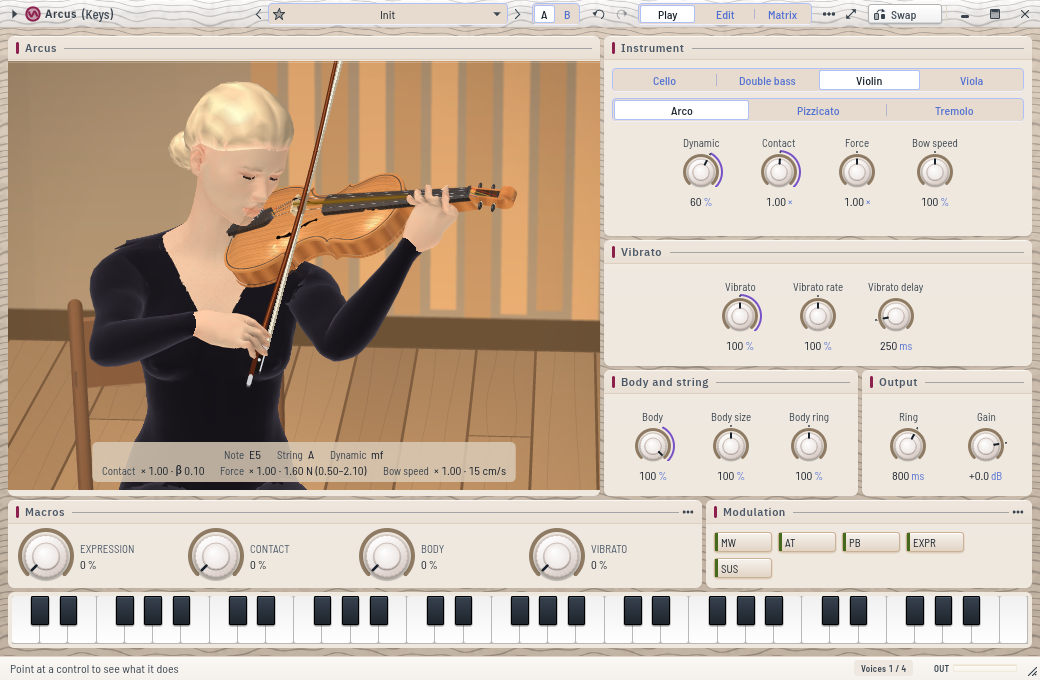 Arcus (Keys)
Init
A B
Play Edit Matrix
Swap
Arcus
Instrument
Cello Double bass Violin Viola
Arco Pizzicato Tremolo
Dynamic Contact Force Bow speed
60 % 1.00 × 1.00 × 100 %
Vibrato
Vibrato Vibrato rate Vibrato delay
100 % 100 % 250 ms
Body and string
Body Body size Body ring
100 % 100 % 100 %
Output
Ring Gain
800 ms +0.0 dB
Note E5 String A Dynamic mf
Contact × 1.00 · β 0.10 Force × 1.00 · 1.60 N (0.50–2.10) Bow speed × 1.00 · 15 cm/s
Macros
EXPRESSION
0 %
CONTACT
0 %
BODY
0 %
VIBRATO
0 %
Modulation
MW AT PB EXPR
SUS
Point at a control to see what it does
Voices 1 / 4
OUT